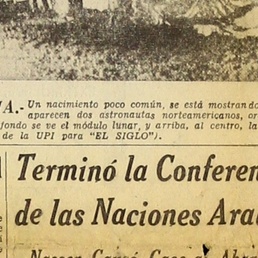 VA.- Un nacimiento poco común, se está mostrando
aparecen dos astronautas norteamericanos, or
fondo se ve el módulo lunar, y arriba, al centro, la
de la UPI para "EL SIGLO").
Terminó la Conferen
de las Naciones Ara